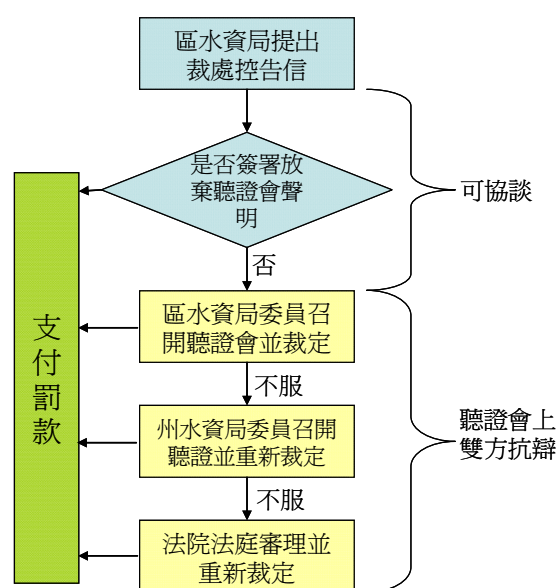 區水資局提出
裁處控告信
是否簽署放
棄聽證會聲
明
可協談
否
區水資局委員召
開聽證會並裁定
支
付
罰
款
不服
州水資局委員召開
聽證並重新裁定
聽證會上
雙方抗辯
不服
法院法庭審理並
重新裁定